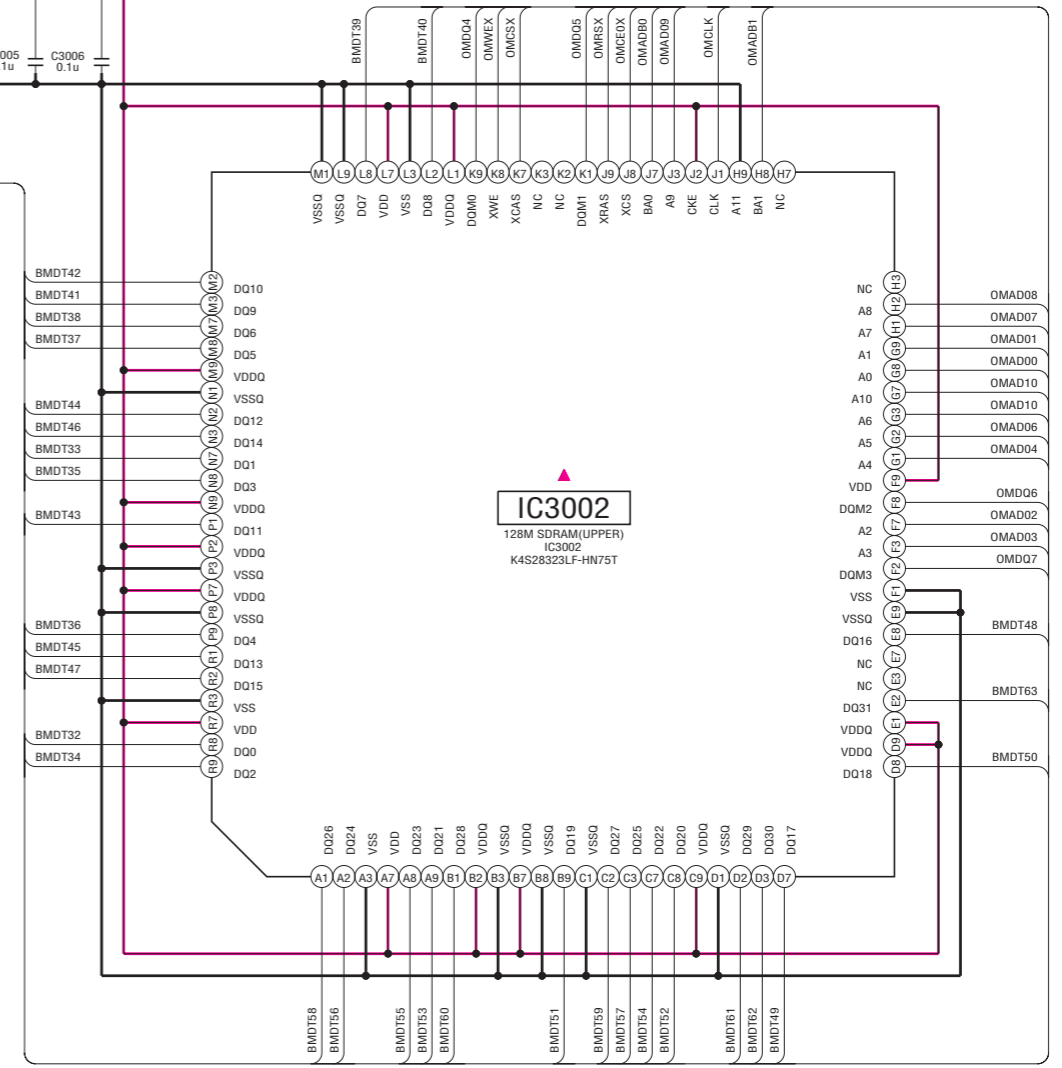 005
.1u
C3006
0.1u
BMDT39
BMDT40
OMDQ4
OMWEX
OMCSX
OMDQ5
OMRSX
OMCE0X
OMADB0
OMAD09
OMCLK
OMADB1
M1 L9 L8 L7 L3 L2 L1 K9 K8 K7 K3 K2 K1 J9 J8 J7 J3 J2 J1 H9 H8 H7
VSSQ VSSQ DQ7 VDD VSS DQ8 VDDQ DQM0 XWE XCAS NC NC DQM1 XRAS XCS BA0 A9 CKE CLK A11 BA1 NC
BMDT42 M2 DQ10
BMDT41 M3 DQ9
BMDT38 M7 DQ6
BMDT37 M8 DQ5
M9 VDDQ
N1 VSSQ
BMDT44 N2 DQ12
BMDT46 N3 DQ14
BMDT33 N7 DQ1
BMDT35 N8 DQ3
N9 VDDQ
BMDT43 P1 DQ11
P2 VDDQ
P3 VSSQ
P7 VDDQ
P8 VSSQ
BMDT36 P9 DQ4
BMDT45 R1 DQ13
BMDT47 R2 DQ15
R3 VSS
R7 VDD
BMDT32 R8 DQ0
BMDT34 R9 DQ2
IC3002
128M SDRAM(UPPER)
IC3002
K4S28323LF-HN75T
NC H3
A8 H2 OMAD08
A7 H1 OMAD07
A1 G9 OMAD01
A0 G8 OMAD00
A10 G7 OMAD10
A6 G3 OMAD10
A5 G2 OMAD06
A4 G1 OMAD04
VDD F9
DQM2 F8 OMDQ6
A2 F7 OMAD02
A3 F3 OMAD03
DQM3 F2 OMDQ7
VSS F1
VSSQ E9
DQ16 E8 BMDT48
NC E7
NC E3
DQ31 E2 BMDT63
VDDQ E1
VDDQ D9
DQ18 D8 BMDT50
DQ26 DQ24 VSS VDD DQ23 DQ21 DQ28 VDDQ VSSQ VDDQ VSSQ DQ19 VSSQ DQ27 DQ25 DQ22 DQ20 VDDQ VSSQ DQ29 DQ30 DQ17
A1 A2 A3 A7 A8 A9 B1 B2 B3 B7 B8 B9 C1 C2 C3 C7 C8 C9 D1 D2 D3 D7
BMDT58
BMDT56
BMDT55
BMDT53
BMDT60
BMDT51
BMDT59
BMDT57
BMDT54
BMDT52
BMDT61
BMDT62
BMDT49